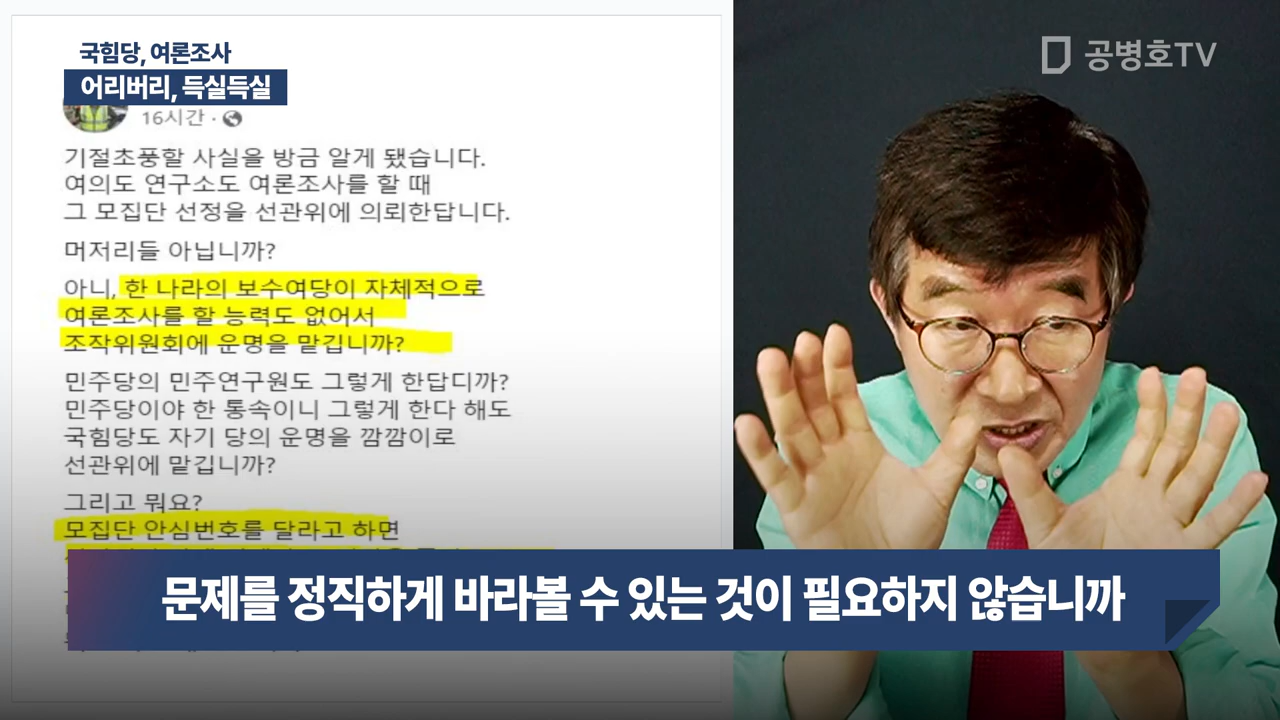 국힘당, 여론조사
어리버리, 득실득실
공병호TV
16시간 ·
기절초풍할 사실을 방금 알게 됐습니다.
여의도 연구소도 여론조사를 할 때
그 모집단 선정을 선관위에 의뢰한답니다.
머저리들 아닙니까?
아니, 한 나라의 보수여당이 자체적으로
여론조사를 할 능력도 없어서
조작위원회에 운명을 맡깁니까?
민주당의 민주연구원도 그렇게 한답디까?
민주당이야 한 통속이니 그렇게 한다 해도
국힘당도 자기 당의 운명을 깜깜이로
선관위에 맡깁니까?
그리고 뭐요?
모집단 안심번호를 달라고 하면
문제를 정직하게 바라볼 수 있는 것이 필요하지 않습니까